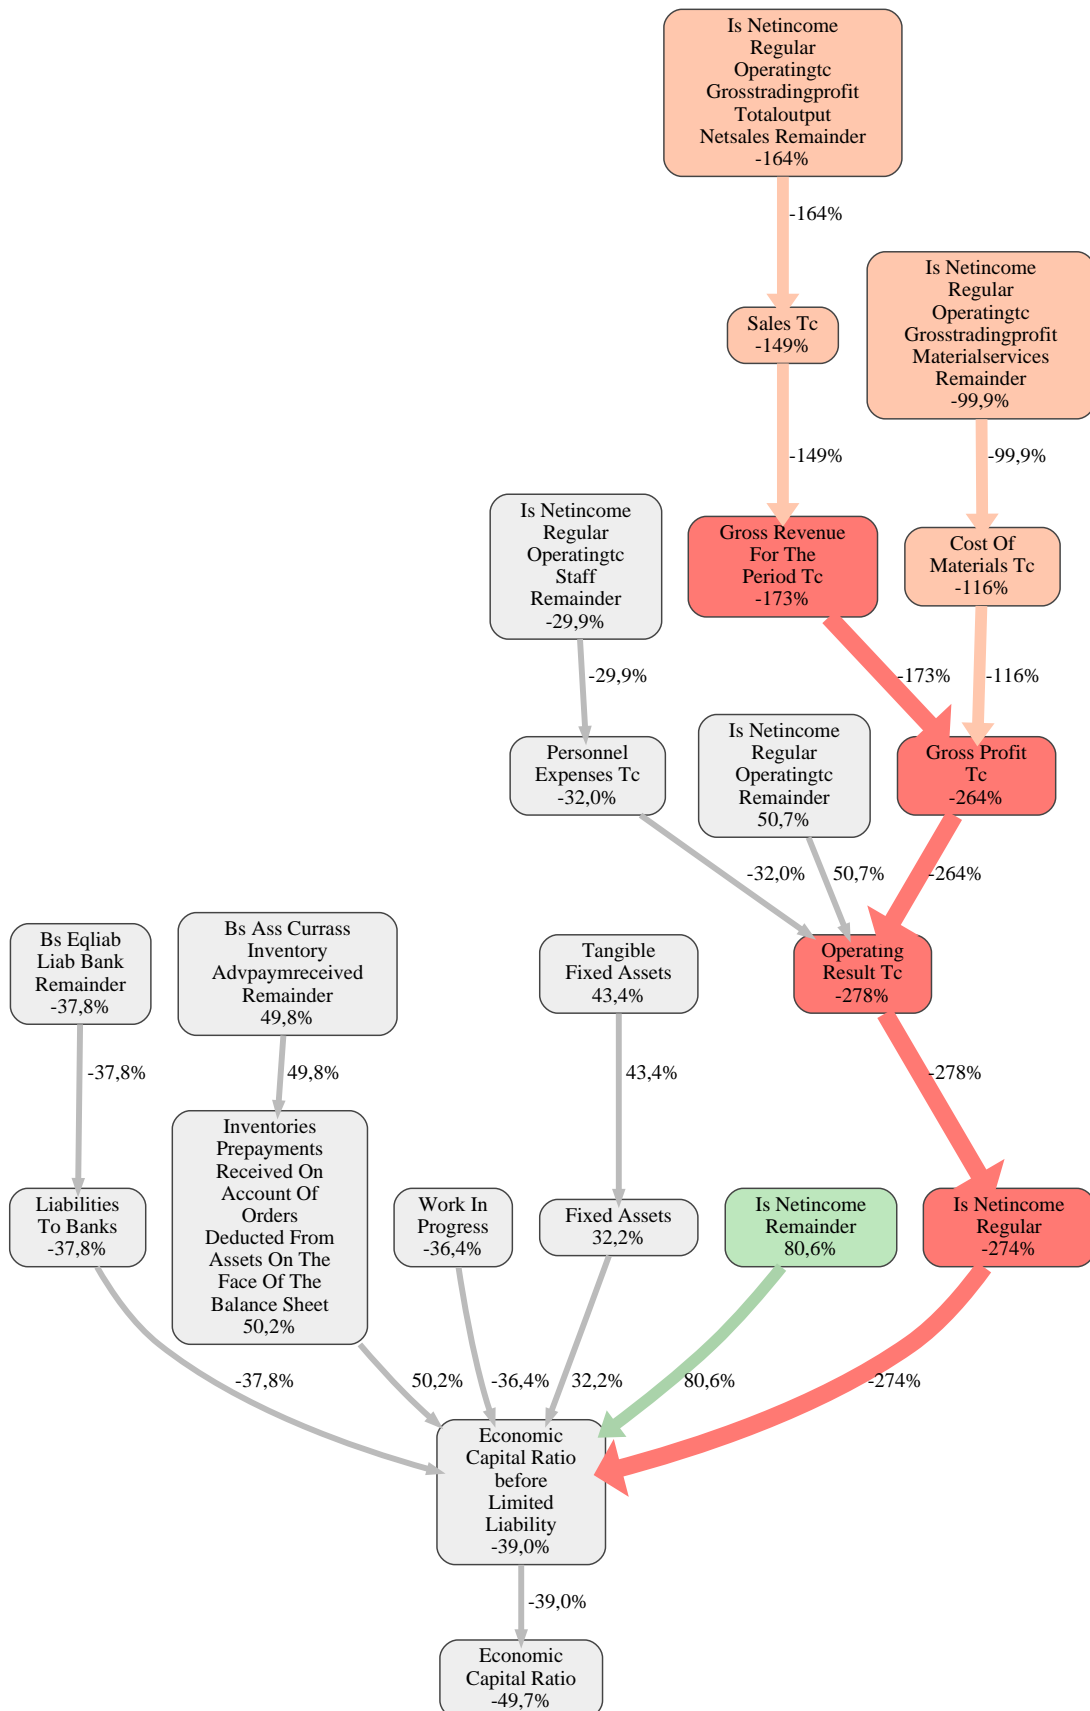 Is Netincome
Regular
Operatingtc
Grosstradingprofit
Totaloutput
Netsales Remainder
-164%
-164%
Is Netincome
Regular
Operatingtc
Grosstradingprofit
Materialservices
Remainder
-99,9%
Sales Tc
-149%
-149%
-99,9%
Is Netincome
Regular
Operatingtc
Staff
Remainder
-29,9%
Gross Revenue
For The
Period Tc
-173%
Cost Of
Materials Tc
-116%
-29,9%
-173%
-116%
Personnel
Expenses Tc
-32,0%
Is Netincome
Regular
Operatingtc
Remainder
50,7%
Gross Profit
Tc
-264%
-32,0%
50,7%
-264%
Bs Eqliab
Liab Bank
Remainder
-37,8%
Bs Ass Currass
Inventory
Advpaymreceived
Remainder
49,8%
Tangible
Fixed Assets
43,4%
Operating
Result Tc
-278%
-37,8%
49,8%
43,4%
-278%
Liabilities
To Banks
-37,8%
Inventories
Prepayments
Received On
Account Of
Orders
Deducted From
Assets On The
Face Of The
Balance Sheet
50,2%
Work In
Progress
-36,4%
Fixed Assets
32,2%
Is Netincome
Remainder
80,6%
Is Netincome
Regular
-274%
-37,8%
50,2%
-36,4%
32,2%
80,6%
-274%
Economic
Capital Ratio
before
Limited
Liability
-39,0%
-39,0%
Economic
Capital Ratio
-49,7%